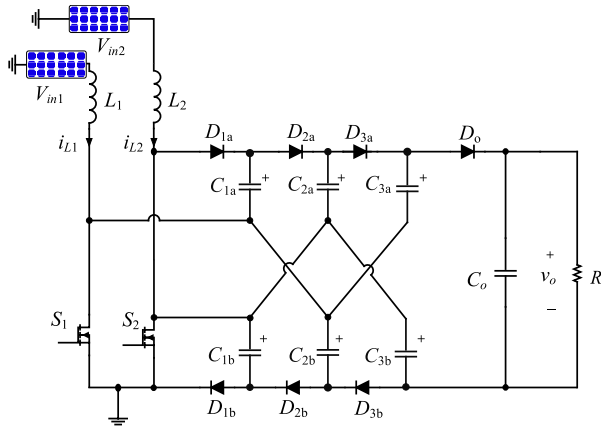 V_in2
V_in1
L_1
L_2
i_L1
i_L2
D_1a
D_2a
D_3a
D_o
C_1a
+
C_2a
+
C_3a
+
C_o
+
v_o
−
R
S_1
S_2
C_1b
+
C_2b
+
C_3b
+
D_1b
D_2b
D_3b